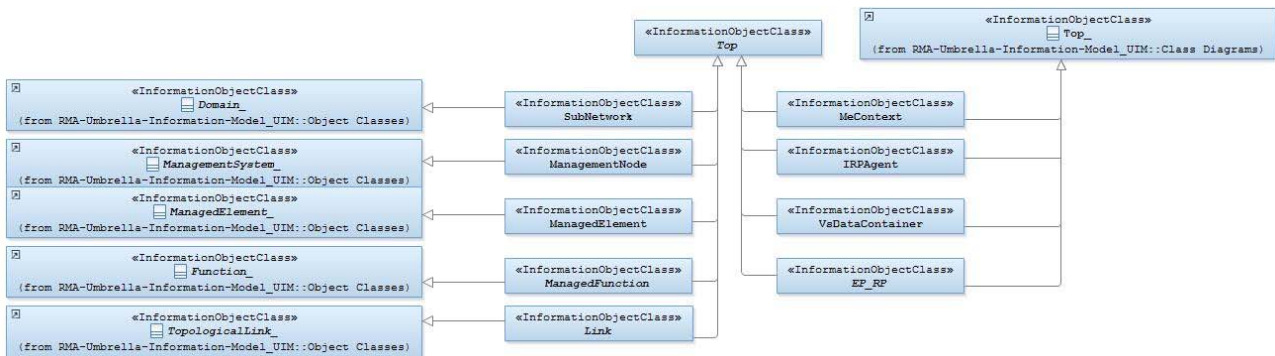 «InformationObjectClass»
Top
«InformationObjectClass»
Top_
(from RMA-Umbrella-Information-Model_UIM::Class Diagrams)
«InformationObjectClass»
Domain_
(from RMA-Umbrella-Information-Model_UIM::Object Classes)
«InformationObjectClass»
SubNetwork
«InformationObjectClass»
MeContext
«InformationObjectClass»
ManagementSystem_
(from RMA-Umbrella-Information-Model_UIM::Object Classes)
«InformationObjectClass»
ManagementNode
«InformationObjectClass»
IRPAgent
«InformationObjectClass»
ManagedElement_
(from RMA-Umbrella-Information-Model_UIM::Object Classes)
«InformationObjectClass»
ManagedElement
«InformationObjectClass»
VsDataContainer
«InformationObjectClass»
Function_
(from RMA-Umbrella-Information-Model_UIM::Object Classes)
«InformationObjectClass»
ManagedFunction
«InformationObjectClass»
EP_RP
«InformationObjectClass»
TopologicalLink_
(from RMA-Umbrella-Information-Model_UIM::Object Classes)
«InformationObjectClass»
Link